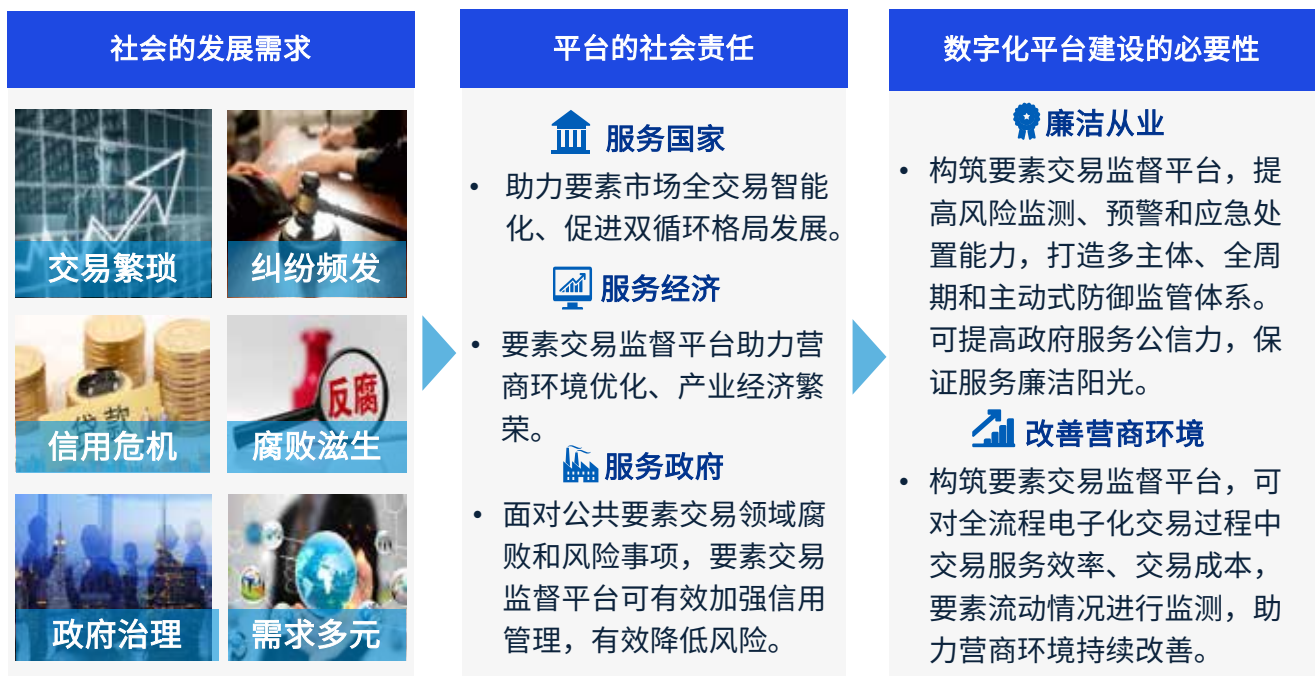 社会的发展需求
交易繁琐
纠纷频发
贷款
信用危机
反腐
腐败滋生
政府治理
需求多元
平台的社会责任
服务国家
• 助力要素市场全交易智能
化、促进双循环格局发展。
服务经济
• 要素交易监督平台助力营
商环境优化、产业经济繁
荣。
服务政府
• 面对公共要素交易领域腐
败和风险事项，要素交易
监督平台可有效加强信用
管理，有效降低风险。
数字化平台建设的必要性
廉洁从业
• 构筑要素交易监督平台，提
高风险监测、预警和应急处
置能力，打造多主体、全周
期和主动式防御监管体系。
可提高政府服务公信力，保
证服务廉洁阳光。
改善营商环境
• 构筑要素交易监督平台，可
对全流程电子化交易过程中
交易服务效率、交易成本，
要素流动情况进行监测，助
力营商环境持续改善。